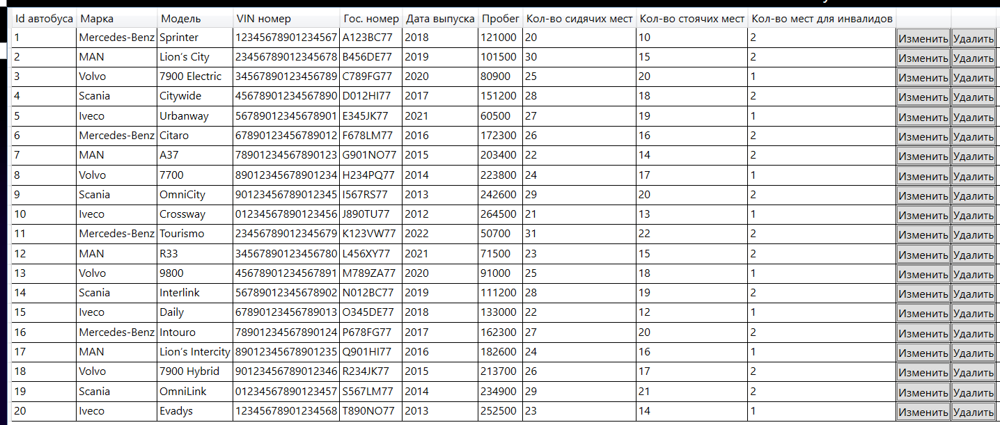 Id автобуса Марка Модель VIN номер Гос. номер Дата выпуска Пробег Кол-во сидячих мест Кол-во стоячих мест Кол-во мест для инвалидов
1 Mercedes-Benz Sprinter 12345678901234567 A123BC77 2018 121000 20 10 2 Изменить Удалить
2 MAN Lion’s City 23456789012345678 B456DE77 2019 101500 30 15 2 Изменить Удалить
3 Volvo 7900 Electric 34567890123456789 C789FG77 2020 80900 25 20 1 Изменить Удалить
4 Scania Citywide 45678901234567890 D012HI77 2017 151200 28 18 2 Изменить Удалить
5 Iveco Urbanway 56789012345678901 E345JK77 2021 60500 27 19 1 Изменить Удалить
6 Mercedes-Benz Citaro 67890123456789012 F678LM77 2016 172300 26 16 2 Изменить Удалить
7 MAN A37 78901234567890123 G901NO77 2015 203400 22 14 2 Изменить Удалить
8 Volvo 7700 89012345678901234 H234PQ77 2014 223800 24 17 1 Изменить Удалить
9 Scania OmniCity 90123456789012345 I567RS77 2013 242600 29 20 2 Изменить Удалить
10 Iveco Crossway 01234567890123456 J890TU77 2012 264500 21 13 1 Изменить Удалить
11 Mercedes-Benz Tourismo 23456789012345679 K123VW77 2022 50700 31 22 2 Изменить Удалить
12 MAN R33 34567890123456780 L456XY77 2021 71500 23 15 2 Изменить Удалить
13 Volvo 9800 45678901234567891 M789ZA77 2020 91000 25 18 1 Изменить Удалить
14 Scania Interlink 56789012345678902 N012BC77 2019 111200 28 19 2 Изменить Удалить
15 Iveco Daily 67890123456789013 O345DE77 2018 133000 22 12 1 Изменить Удалить
16 Mercedes-Benz Intouro 78901234567890124 P678FG77 2017 162300 27 20 2 Изменить Удалить
17 MAN Lion’s Intercity 89012345678901235 Q901HI77 2016 182600 24 16 1 Изменить Удалить
18 Volvo 7900 Hybrid 90123456789012346 R234JK77 2015 213700 26 17 2 Изменить Удалить
19 Scania OmniLink 01234567890123457 S567LM77 2014 234900 29 21 2 Изменить Удалить
20 Iveco Evadys 12345678901234568 T890NO77 2013 252500 23 14 1 Изменить Удалить